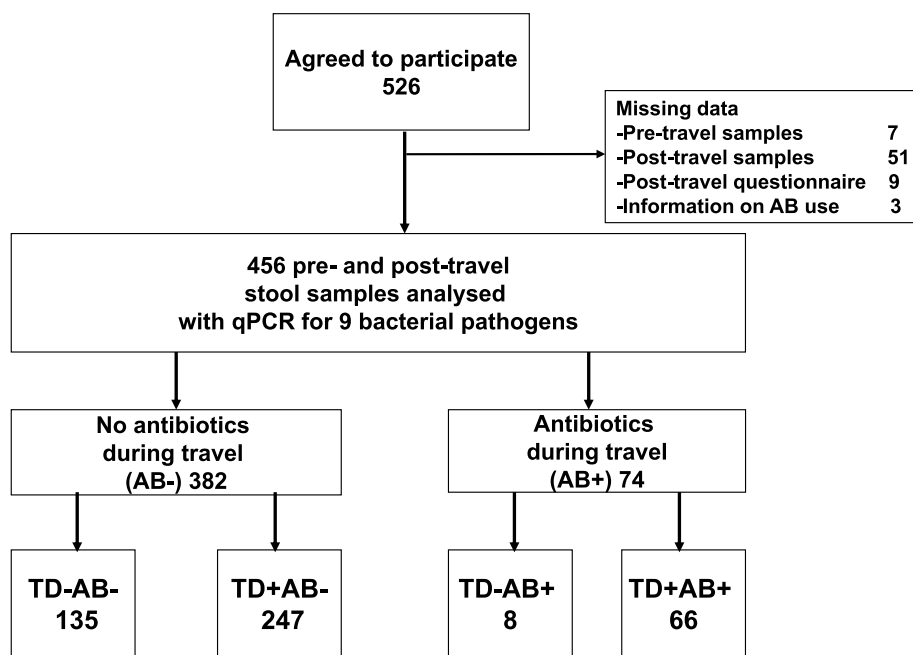 Agreed to participate
526
Missing data
-Pre-travel samples 7
-Post-travel samples 51
-Post-travel questionnaire 9
-Information on AB use 3
456 pre- and post-travel
stool samples analysed
with qPCR for 9 bacterial pathogens
No antibiotics
during travel
(AB-) 382
Antibiotics
during travel
(AB+) 74
TD-AB-
135
TD+AB-
247
TD-AB+
8
TD+AB+
66